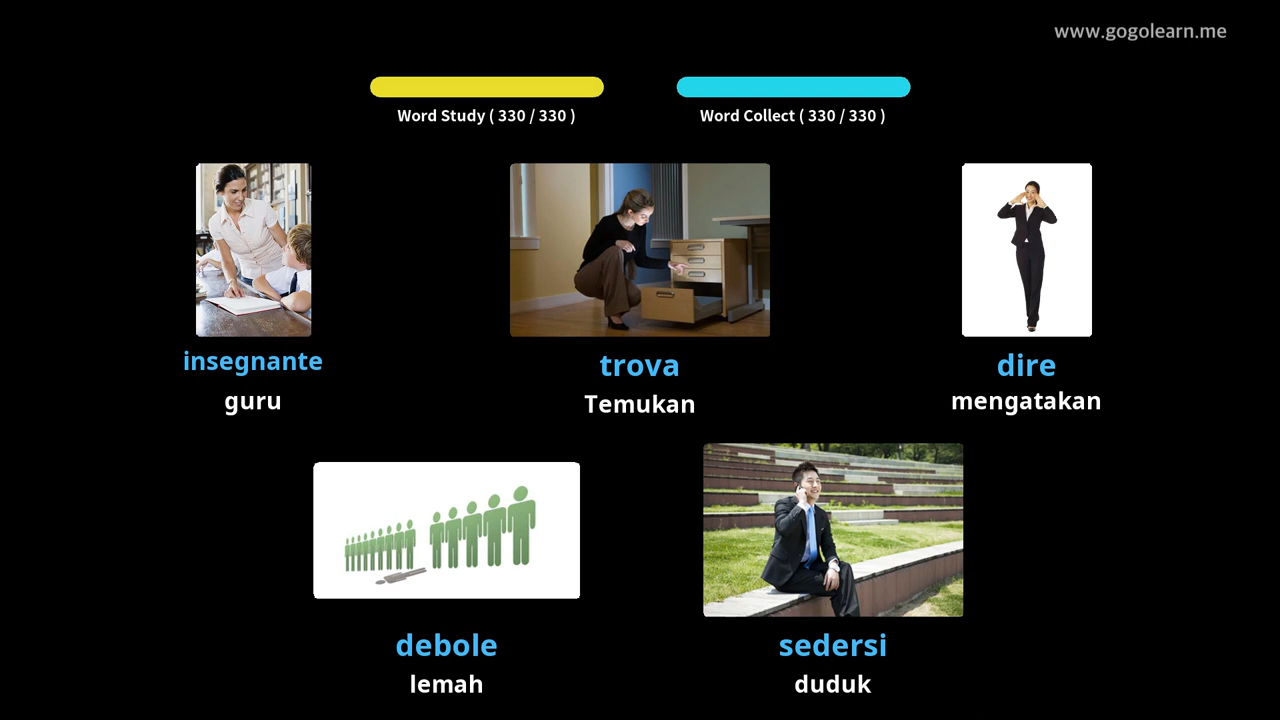 www.gogolearn.me
Word Study ( 330 / 330 )
Word Collect ( 330 / 330 )
insegnante
guru
trova
Temukan
dire
mengatakan
debole
lemah
sedersi
duduk